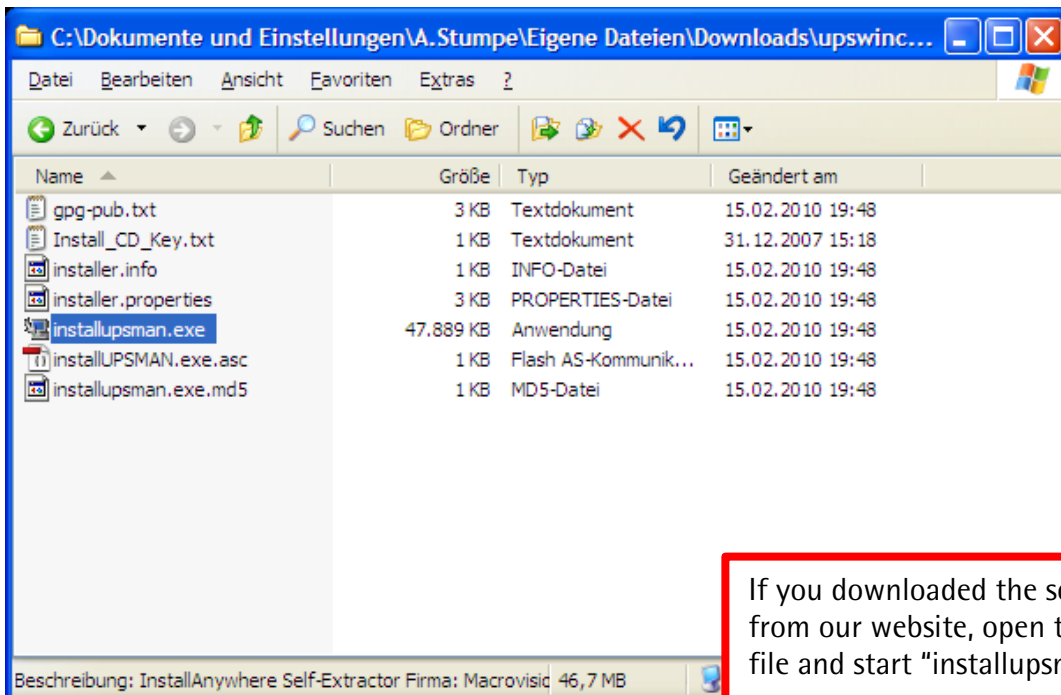 C:\Dokumente und Einstellungen\A.Stumpe\Eigene Dateien\Downloads\upswinc...
Datei Bearbeiten Ansicht Favoriten Extras ?
Zurück Suchen Ordner
Name Größe Typ Geändert am
gpg-pub.txt 3 KB Textdokument 15.02.2010 19:48
Install_CD_Key.txt 1 KB Textdokument 31.12.2007 15:18
installer.info 1 KB INFO-Datei 15.02.2010 19:48
installer.properties 3 KB PROPERTIES-Datei 15.02.2010 19:48
installupsman.exe 47.889 KB Anwendung 15.02.2010 19:48
installUPSMAN.exe.asc 1 KB Flash AS-Kommunik... 15.02.2010 19:48
installupsman.exe.md5 1 KB MD5-Datei 15.02.2010 19:48
If you downloaded the
from our website, open
file and start "installups
Beschreibung: InstallAnywhere Self-Extractor Firma: Macrovisi 46,7 MB